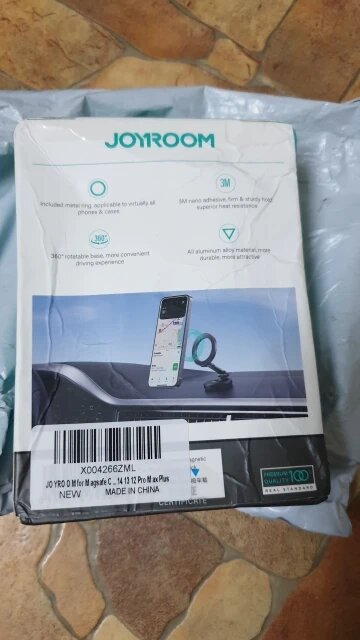 JOYROOM
3M
Included metal ring, applicable to virtually all
phones & cases
3M nano adhesive, firm & sturdy hold,
superior heat resistance
360°
360° rotatable base, more convenient
driving experience
All aluminum alloy material, more
durable, more attractive
X004266ZML
JOYROOM for Magsafe C... 14 13 12 Pro Max Plus
NEW MADE IN CHINA
CERTIFICATE
PREMIUM
QUALITY 100
REAL STANDARD